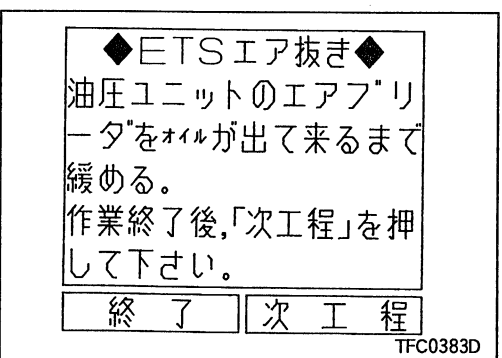 ◆ETSエア抜き◆
油圧ユニットのエアブリ
ーダをオイルが出て来るまで
緩める。
作業終了後,「次工程」を押
して下さい。
終 了
次 工 程
TFC0383D